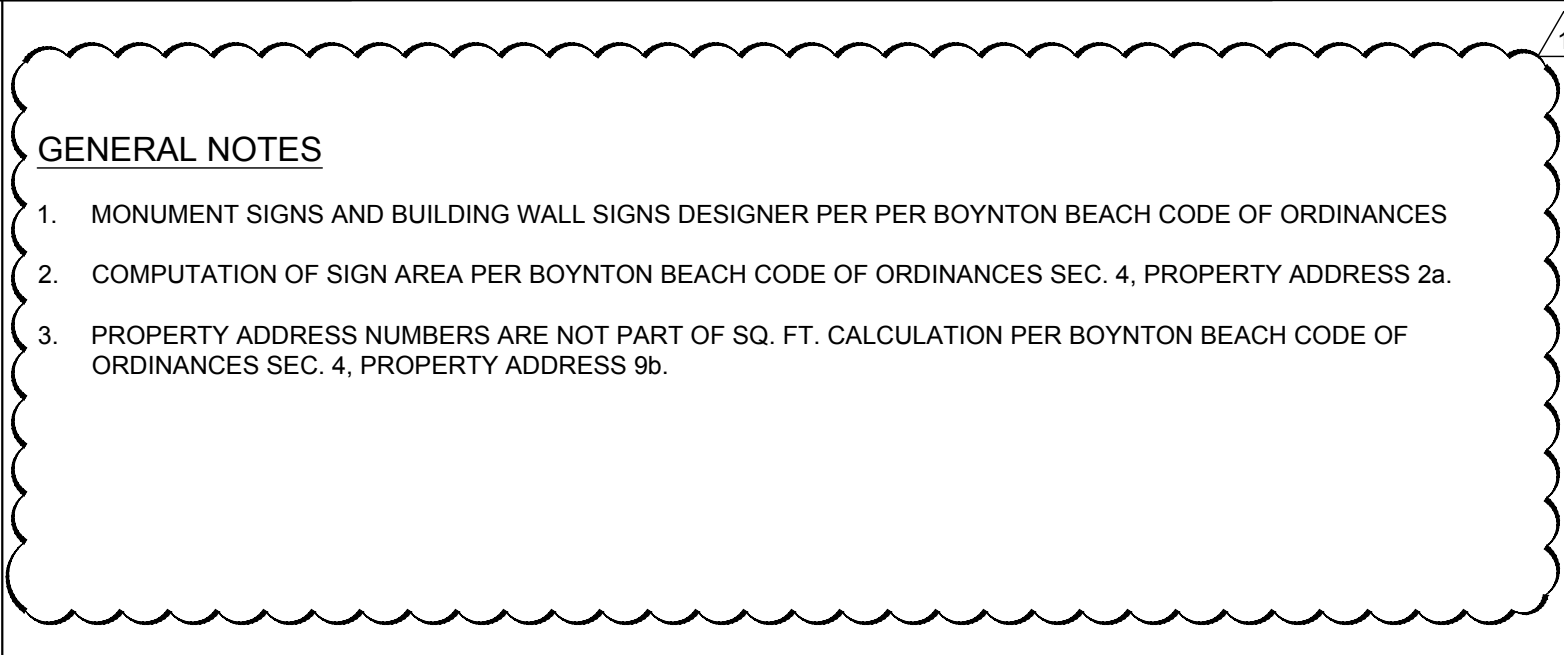 1
GENERAL NOTES
1. MONUMENT SIGNS AND BUILDING WALL SIGNS DESIGNER PER PER BOYNTON BEACH CODE OF ORDINANCES
2. COMPUTATION OF SIGN AREA PER BOYNTON BEACH CODE OF ORDINANCES SEC. 4, PROPERTY ADDRESS 2a.
3. PROPERTY ADDRESS NUMBERS ARE NOT PART OF SQ. FT. CALCULATION PER BOYNTON BEACH CODE OF
ORDINANCES SEC. 4, PROPERTY ADDRESS 9b.